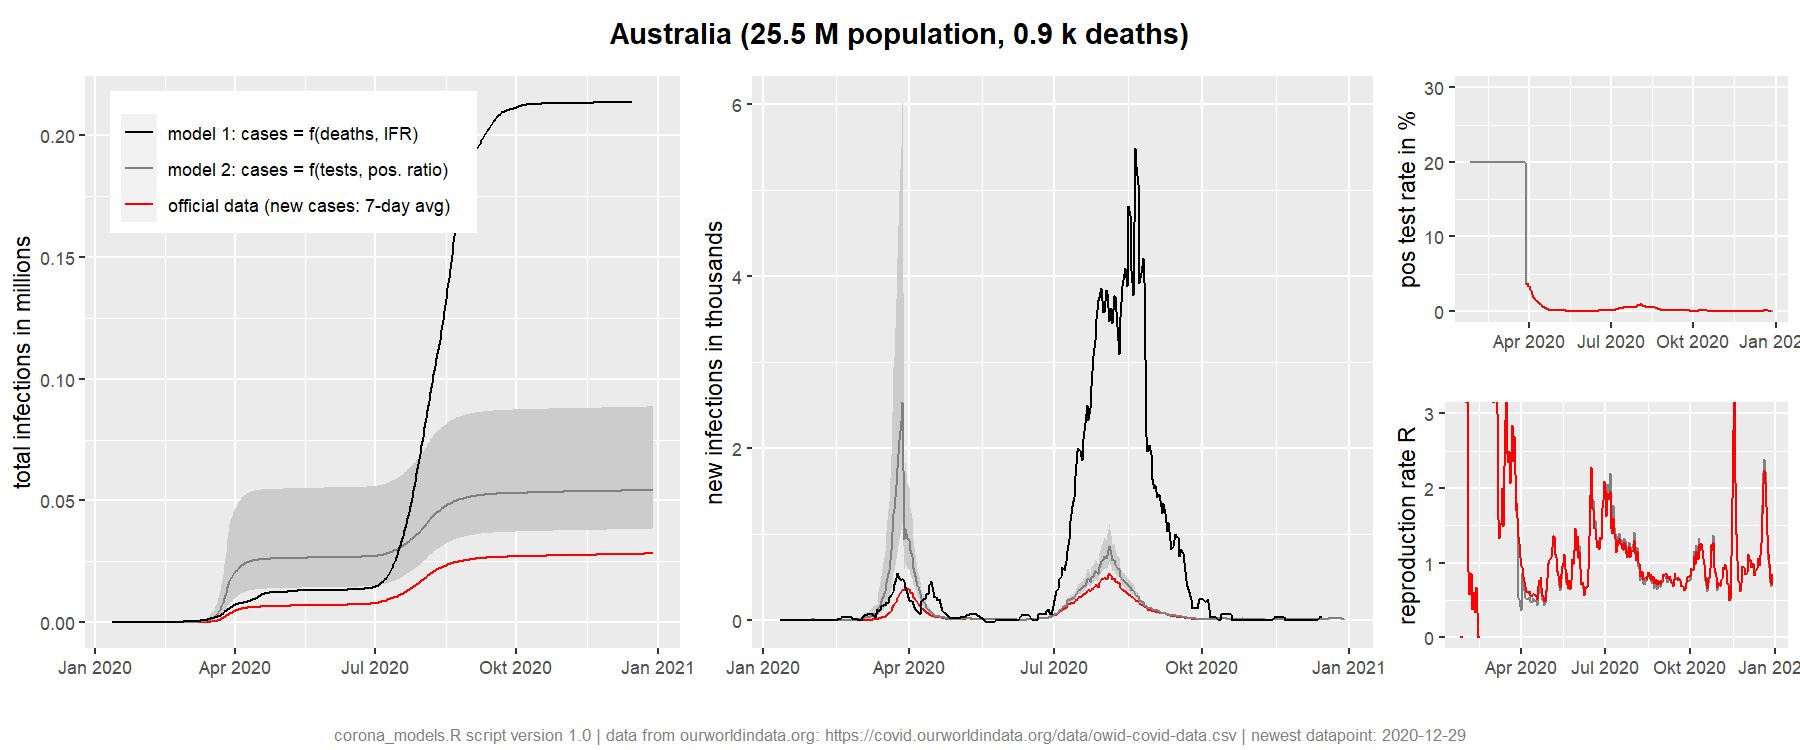 Australia (25.5 M population, 0.9 k deaths)
total infections in millions
0.20
0.15
0.10
0.05
0.00
model 1: cases = f(deaths, IFR)
model 2: cases = f(tests, pos. ratio)
official data (new cases: 7-day avg)
Jan 2020
Apr 2020
Jul 2020
Okt 2020
Jan 2021
new infections in thousands
6
4
2
0
Jan 2020
Apr 2020
Jul 2020
Okt 2020
Jan 2021
pos test rate in %
30
20
10
0
Apr 2020
Jul 2020
Okt 2020
Jan 202
reproduction rate R
3
2
1
0
Apr 2020
Jul 2020
Okt 2020
Jan 202
corona_models.R script version 1.0 | data from ourworldindata.org: https://covid.ourworldindata.org/data/owid-covid-data.csv | newest datapoint: 2020-12-29